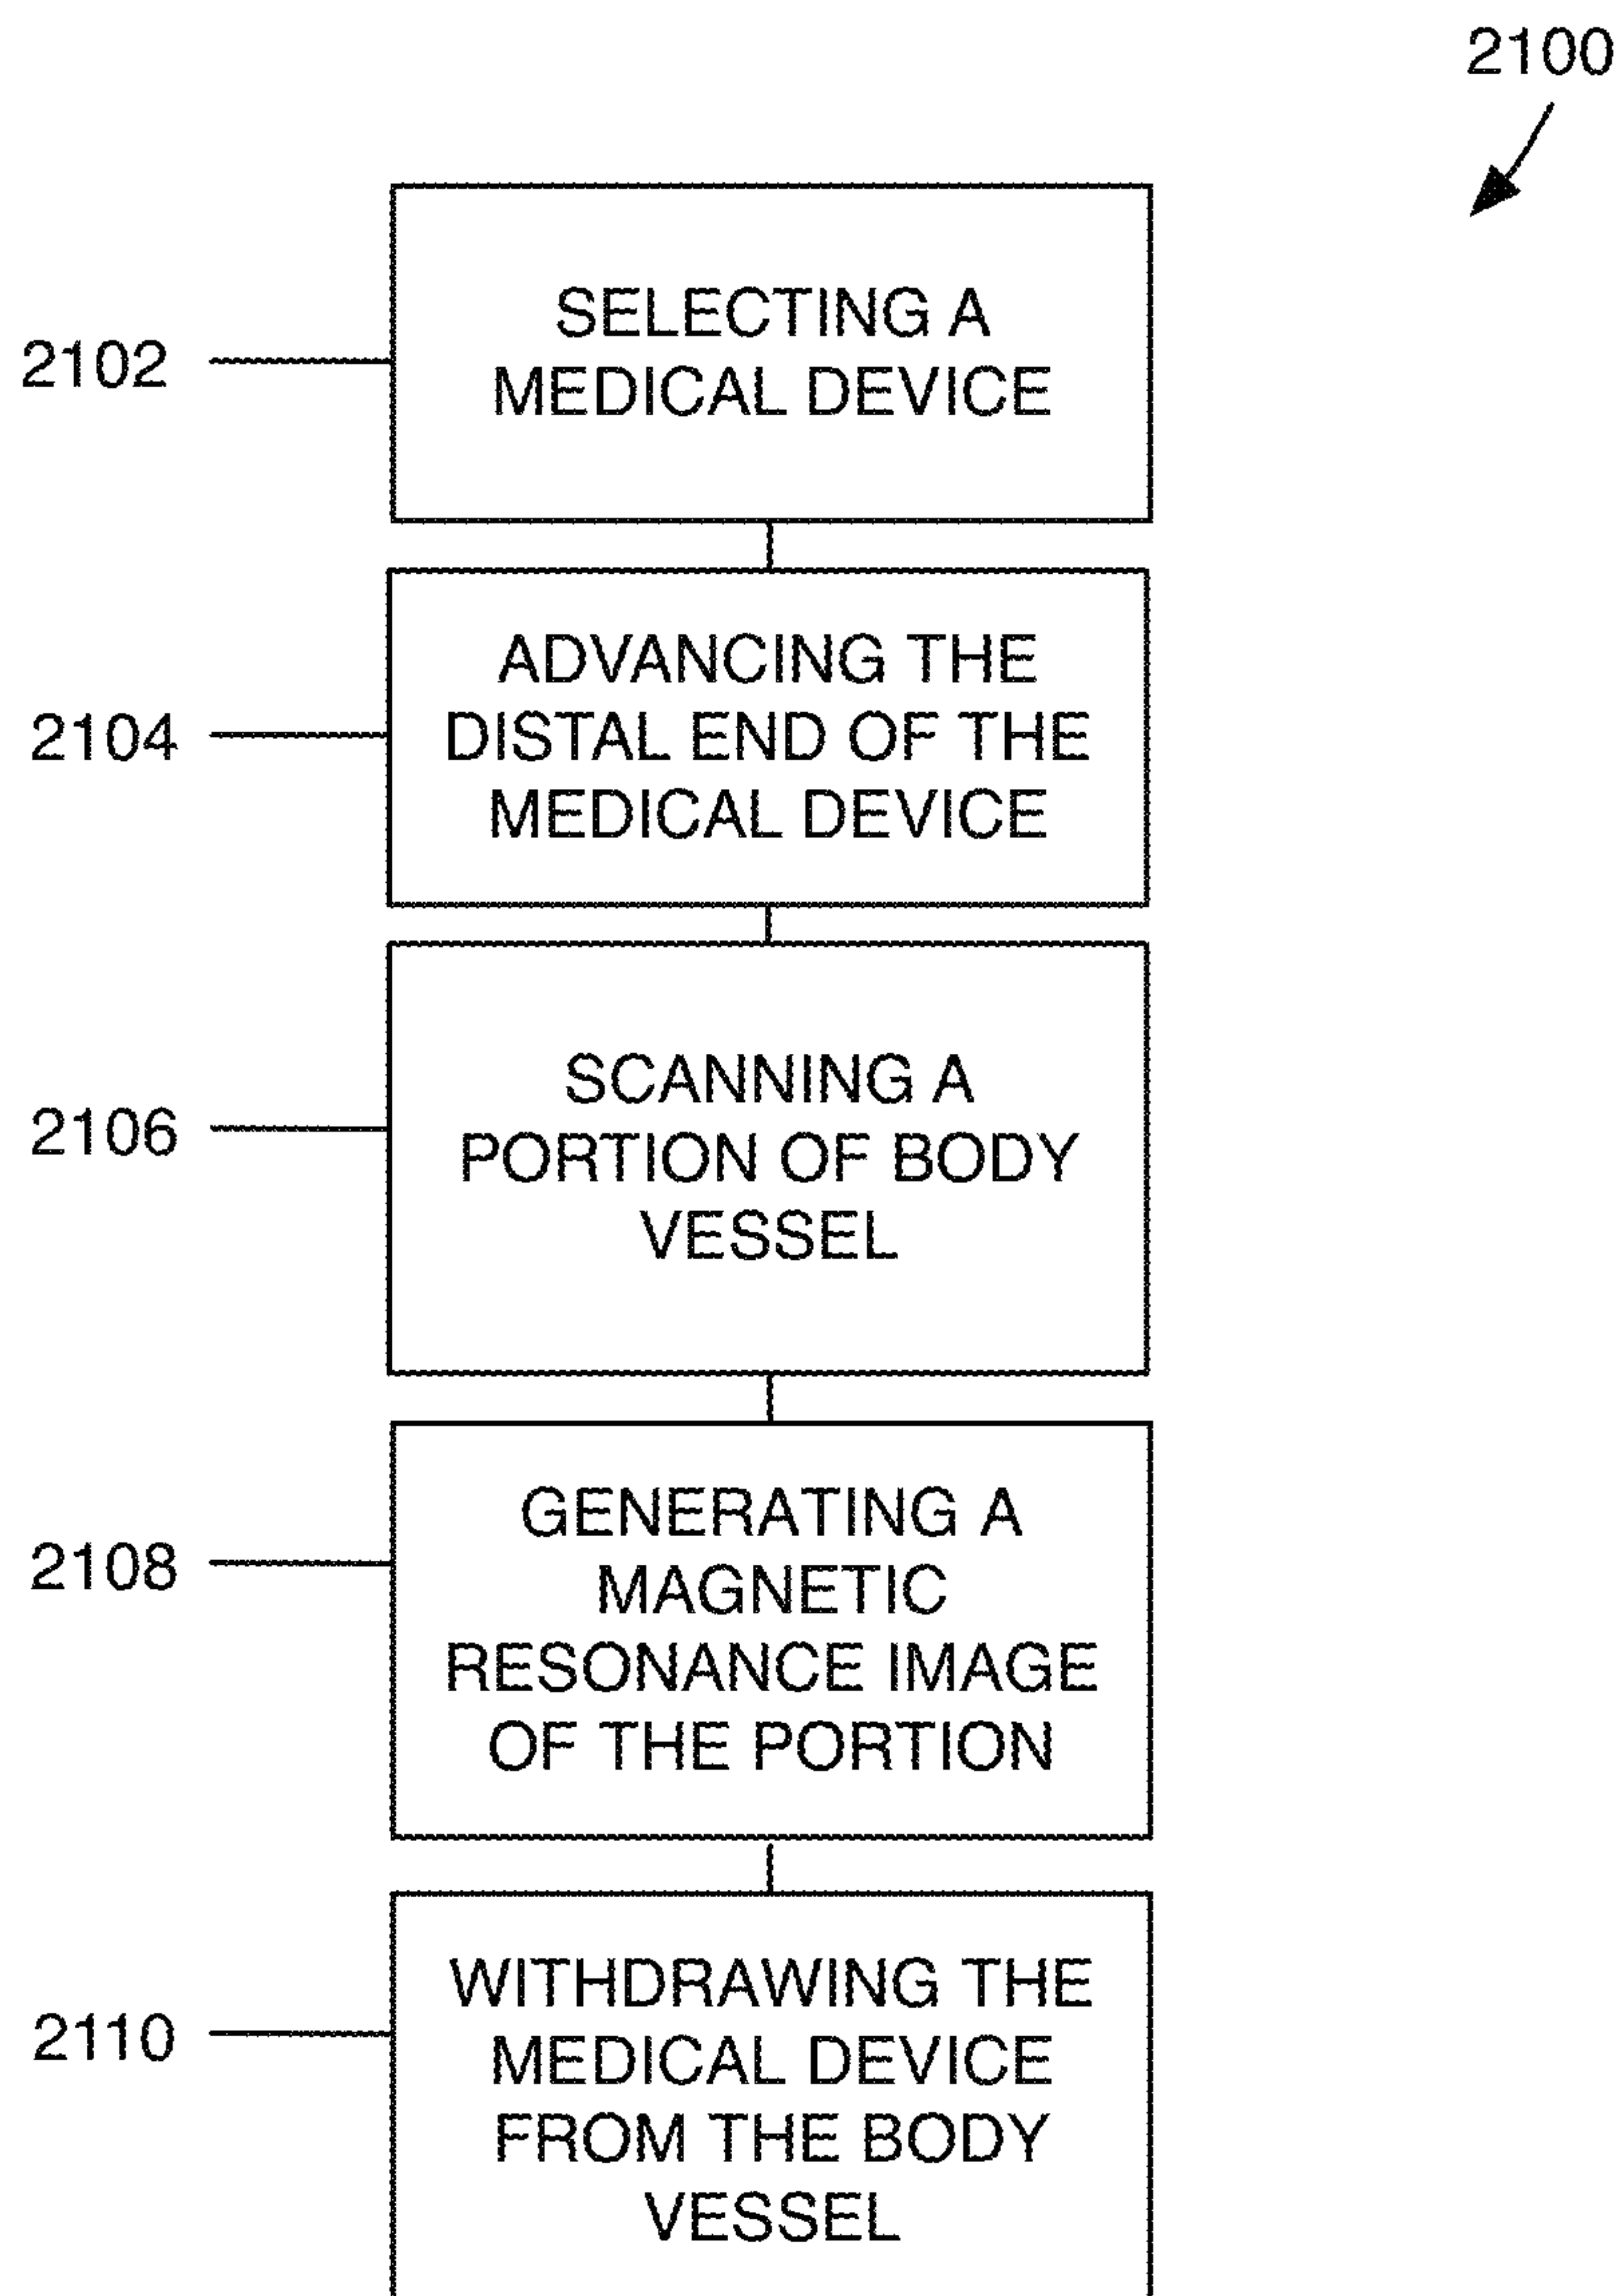 2100
SELECTING A
MEDICAL DEVICE
2102
ADVANCING THE
DISTAL END OF THE
MEDICAL DEVICE
2104
SCANNING A
PORTION OF BODY
VESSEL
2106
GENERATING A
MAGNETIC
RESONANCE IMAGE
OF THE PORTION
2108
WITHDRAWING THE
MEDICAL DEVICE
FROM THE BODY
VESSEL
2110